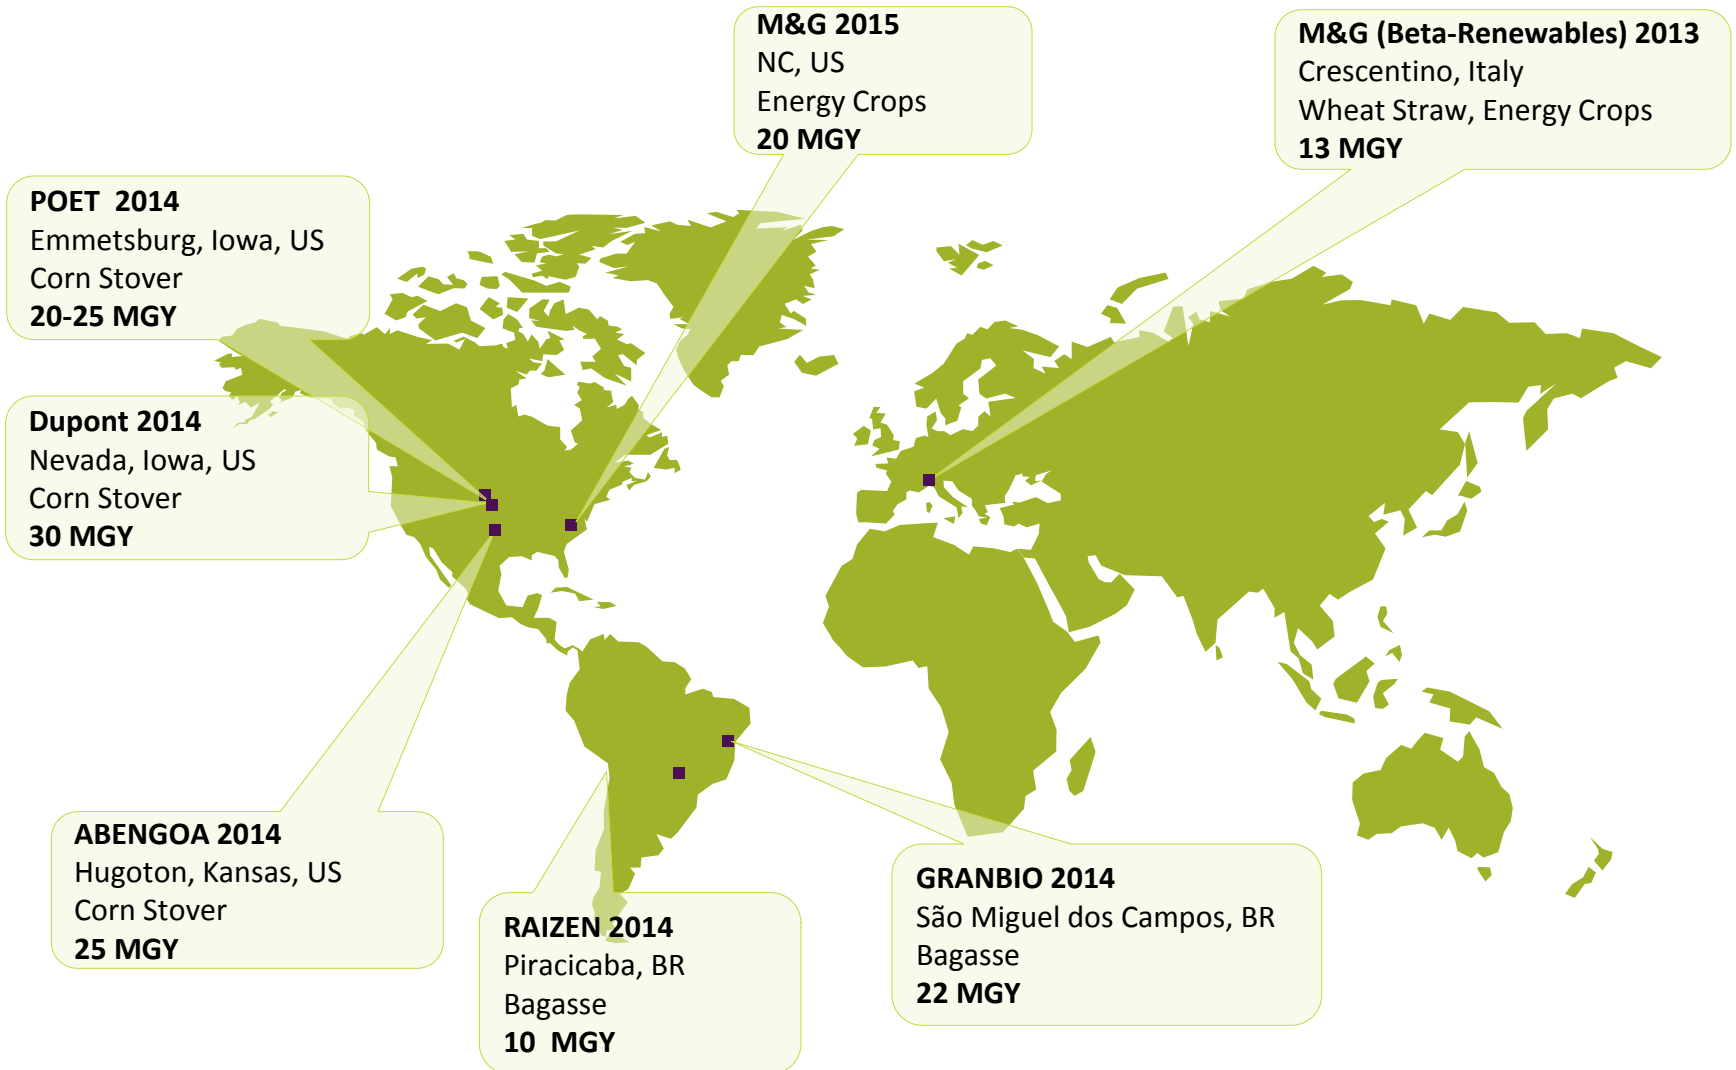 M&G 2015
NC, US
Energy Crops
20 MGY
M&G (Beta-Renewables) 2013
Crescentino, Italy
Wheat Straw, Energy Crops
13 MGY
POET  2014
Emmetsburg, Iowa, US
Corn Stover
20-25 MGY
Dupont 2014
Nevada, Iowa, US
Corn Stover
30 MGY
ABENGOA 2014
Hugoton, Kansas, US
Corn Stover
25 MGY
RAIZEN 2014
Piracicaba, BR
Bagasse
10  MGY
GRANBIO 2014
São Miguel dos Campos, BR
Bagasse
22 MGY